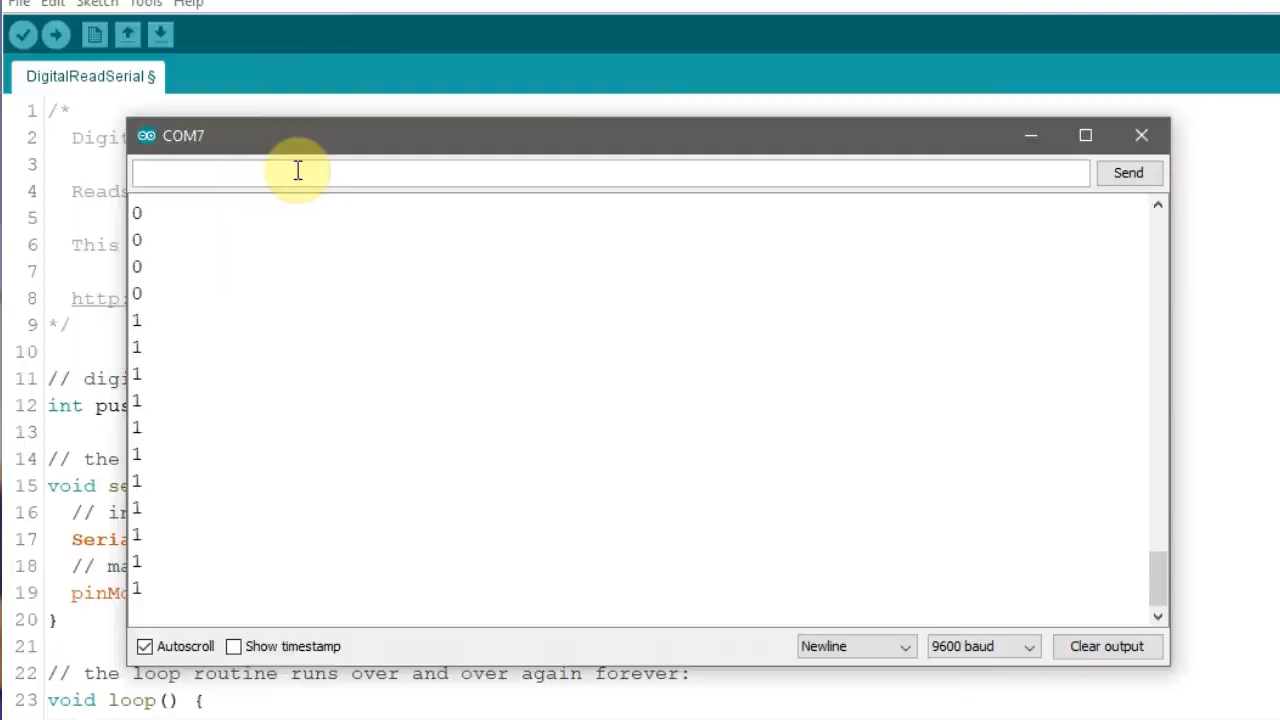 File Edit Sketch Tools Help
DigitalReadSerial §
1 /*
2 Digit
3
4 Reads
5
6 This
7
8 http:
9 */
10
11 // digi
12 int pus
13
14 // the
15 void se
16 // in
17 Seria
18 // ma
19 pinMo
20 }
21
22 // the loop routine runs over and over again forever:
23 void loop() {
COM7
Send
0
0
0
0
1
1
1
1
1
1
1
1
1
1
1
Autoscroll Show timestamp Newline 9600 baud Clear output